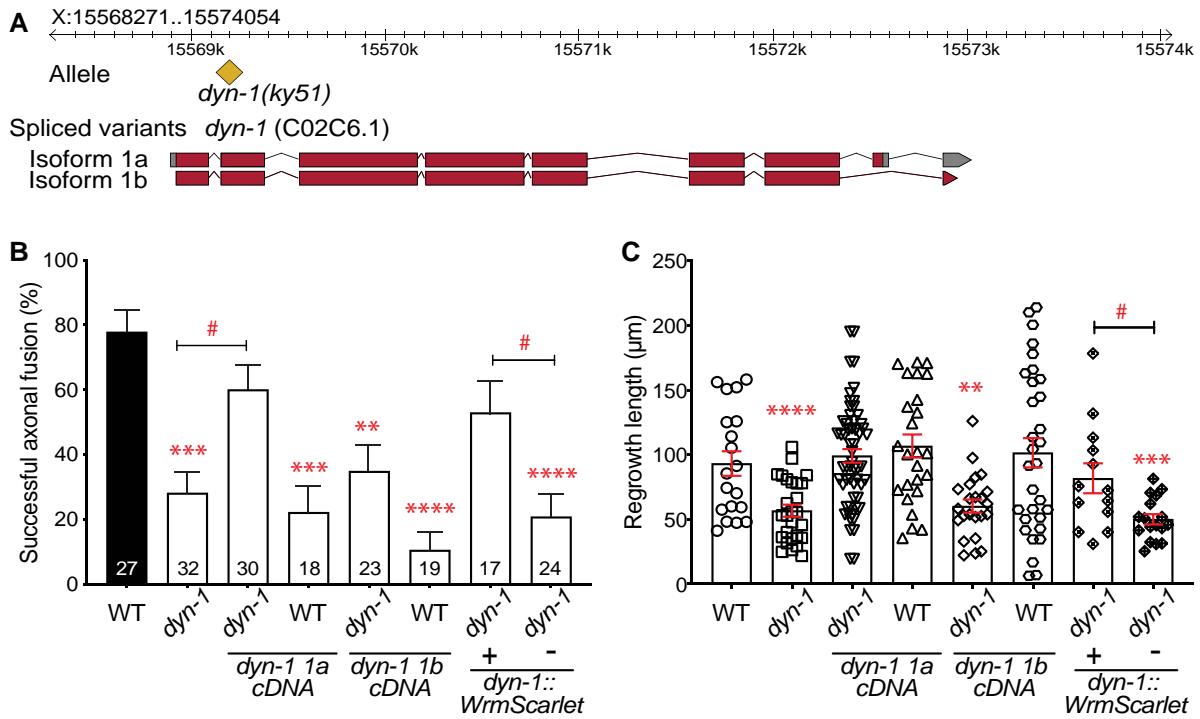 A
X:15568271..15574054
15569k 15570k 15571k 15572k 15573k 15574k
Allele
dyn-1(ky51)
Spliced variants dyn-1 (C02C6.1)
Isoform 1a
Isoform 1b
B
Successful axonal fusion (%)
100
80
60
40
20
0
#
#
***
***
**
****
****
27 32 30 18 23 19 17 24
WT dyn-1 dyn-1 WT dyn-1 WT dyn-1 dyn-1
+ -
dyn-1 1a
cDNA
dyn-1 1b
cDNA
dyn-1::
WrmScarlet
C
Regrowth length (µm)
250
200
150
100
50
0
#
****
**
***
WT dyn-1 dyn-1 WT dyn-1 WT dyn-1 dyn-1
+ -
dyn-1 1a
cDNA
dyn-1 1b
cDNA
dyn-1::
WrmScarlet